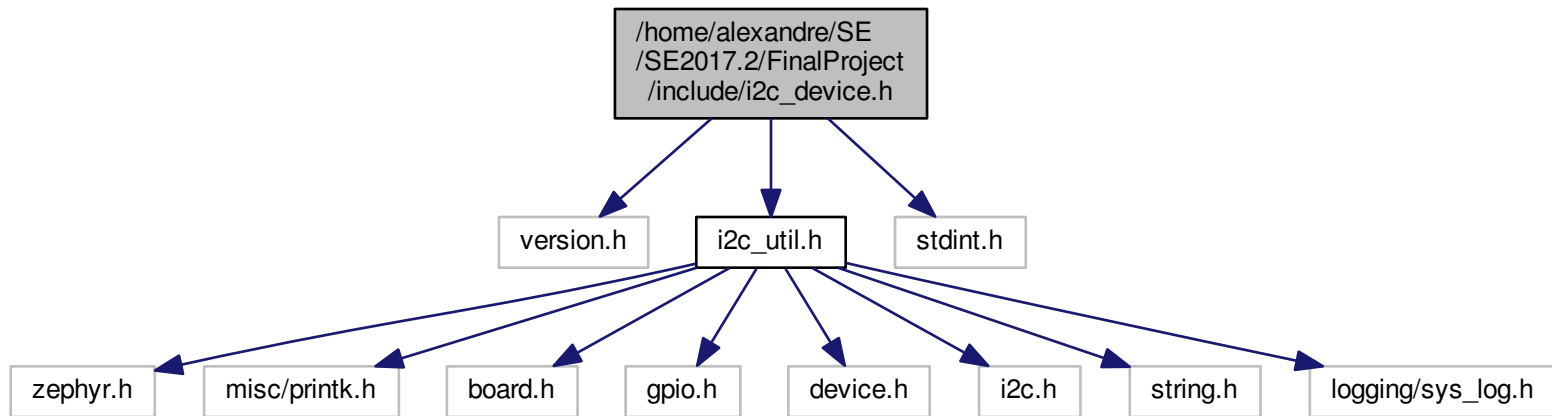 /home/alexandre/SE
/SE2017.2/FinalProject
/include/i2c_device.h
version.h
i2c_util.h
stdint.h
zephyr.h
misc/printk.h
board.h
gpio.h
device.h
i2c.h
string.h
logging/sys_log.h